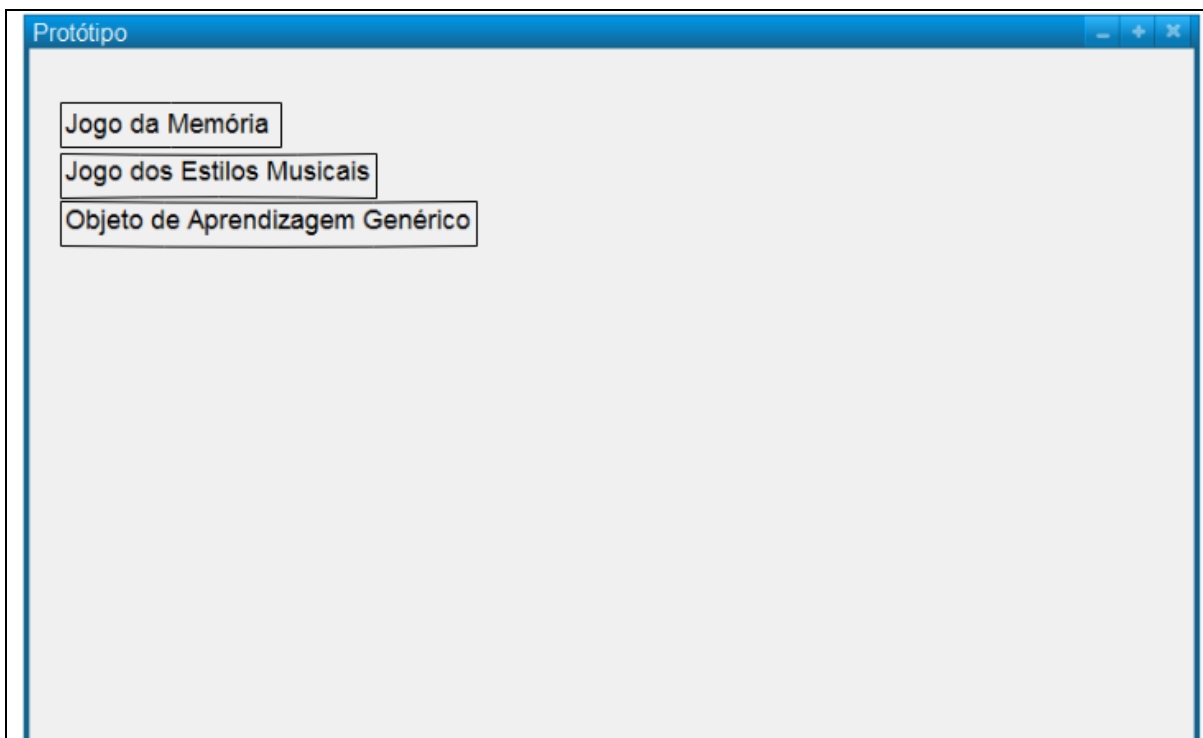 Protótipo
Jogo da Memória
Jogo dos Estilos Musicais
Objeto de Aprendizagem Genérico